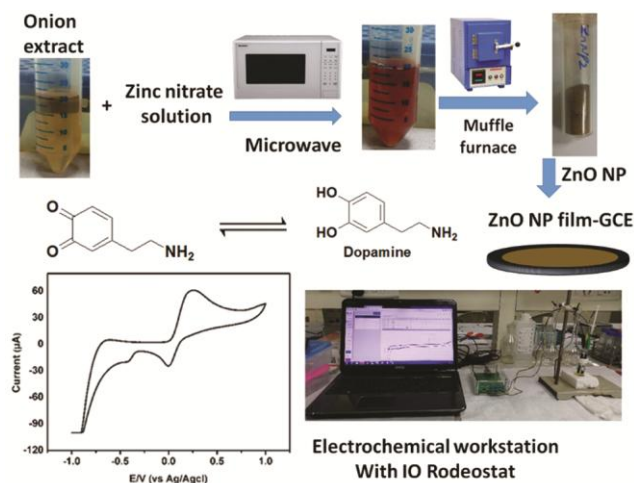 Onion
extract
+
Zinc nitrate
solution
Microwave
Muffle
furnace
ZnO NP
ZnO NP film-GCE
O
O
NH2
HO
HO
NH2
Dopamine
60
30
0
-30
-60
-90
-120
Current (µA)
-1.0 -0.5 0.0 0.5 1.0
E/V (vs Ag/Agcl)
Electrochemical workstation
With IO Rodeostat